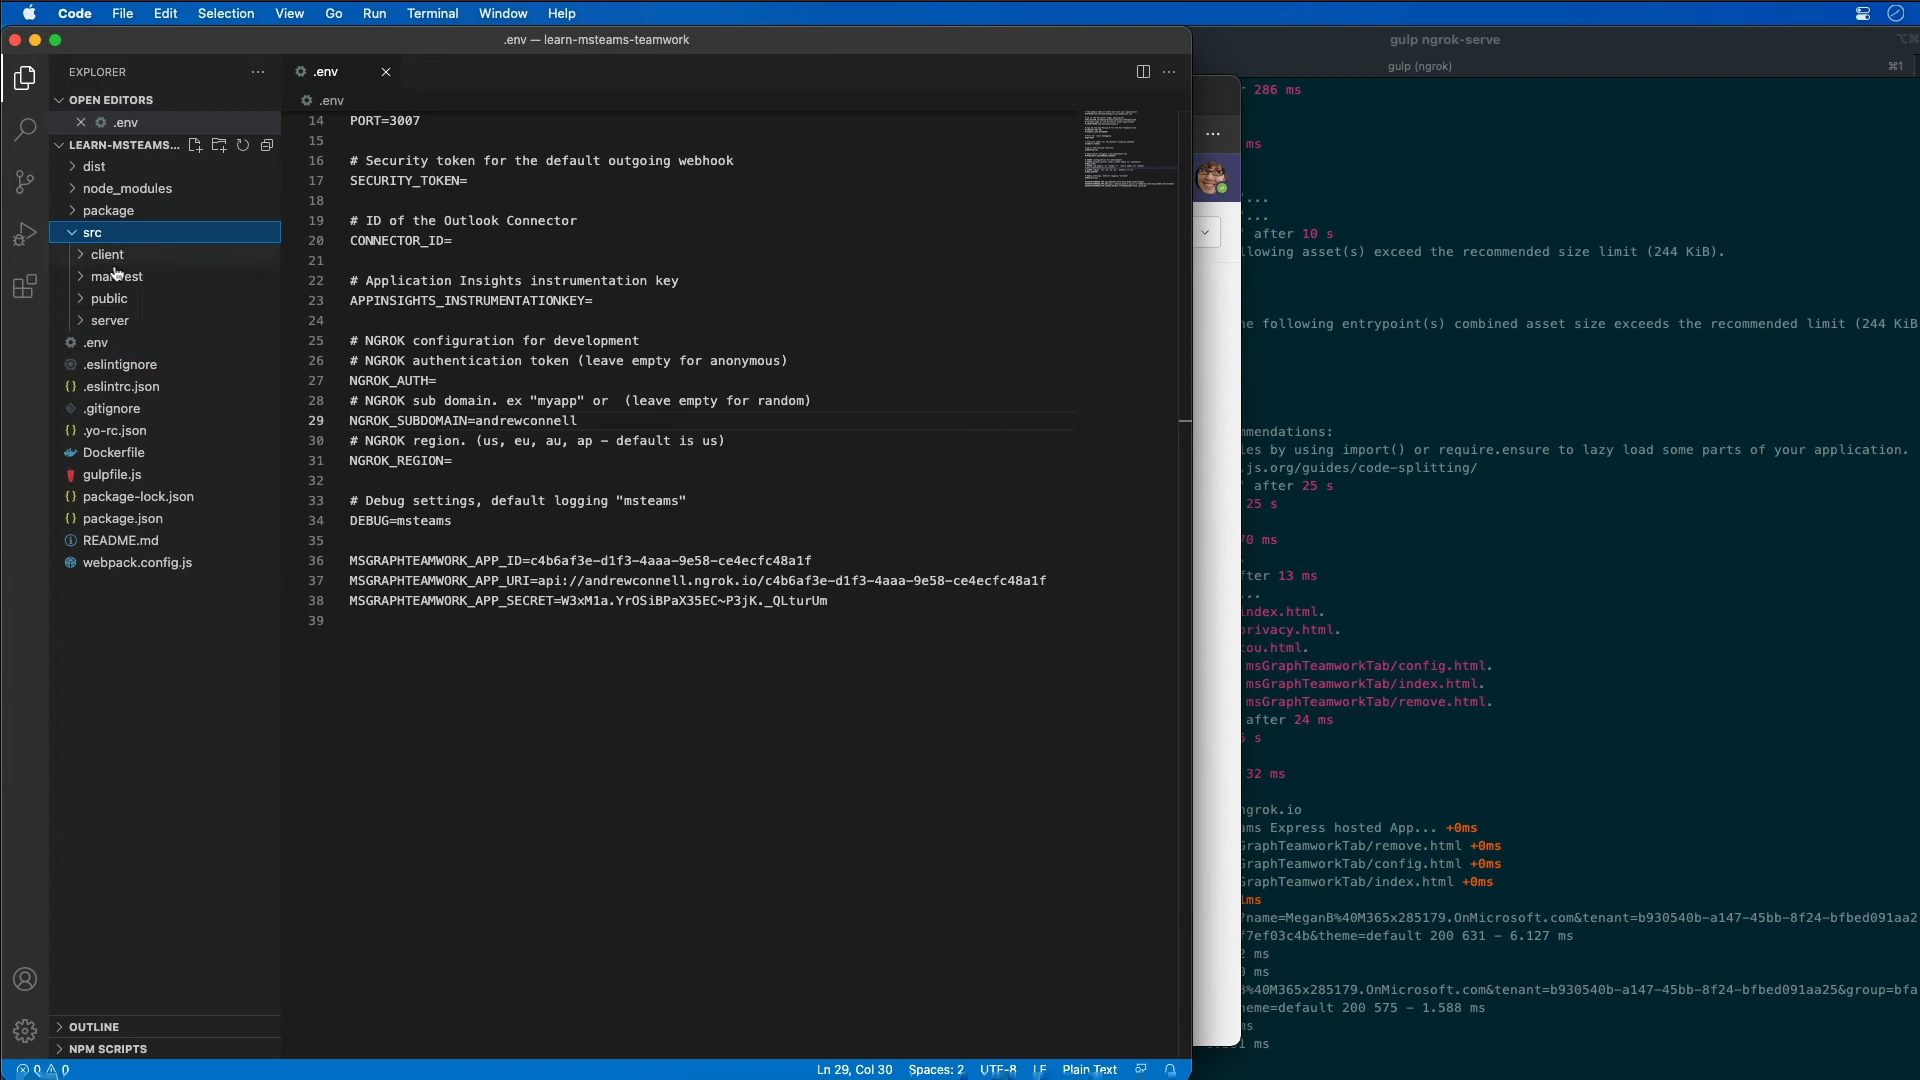 Code File Edit Selection View Go Run Terminal Window Help
.env — learn-msteams-teamwork
EXPLORER
OPEN EDITORS
.env
LEARN-MSTEAMS...
dist
node_modules
package
src
client
public
server
.env
.eslintignore
.eslintrc.json
.gitignore
.yo-rc.json
Dockerfile
gulpfile.js
package-lock.json
package.json
README.md
webpack.config.js
OUTLINE
NPM SCRIPTS
.env
.env
14 PORT=3007
15
16 # Security token for the default outgoing webhook
17 SECURITY_TOKEN=
18
19 # ID of the Outlook Connector
20 CONNECTOR_ID=
21
22 # Application Insights instrumentation key
23 APPINSIGHTS_INSTRUMENTATIONKEY=
24
25 # NGROK configuration for development
26 # NGROK authentication token (leave empty for anonymous)
27 NGROK_AUTH=
28 # NGROK sub domain. ex "myapp" or  (leave empty for random)
29 NGROK_SUBDOMAIN=andrewconnell
30 # NGROK region. (us, eu, au, ap - default is us)
31 NGROK_REGION=
32
33 # Debug settings, default logging "msteams"
34 DEBUG=msteams
35
36 MSGRAPHTEAMWORK_APP_ID=c4b6af3e-d1f3-4aaa-9e58-ce4ecfc48a1f
37 MSGRAPHTEAMWORK_APP_URI=api://andrewconnell.ngrok.io/c4b6af3e-d1f3-4aaa-9e58-ce4ecfc48a1f
38 MSGRAPHTEAMWORK_APP_SECRET=W3xM1a.YrOSiBPaX35EC~P3jK._QLturUm
39
0 0
Ln 29, Col 30 Spaces: 2 UTF-8 LF Plain Text
gulp ngrok-serve
gulp (ngrok) ⌘1
286 ms
ms
...
...
' after 10 s
lowing asset(s) exceed the recommended size limit (244 KiB).
he following entrypoint(s) combined asset size exceeds the recommended limit (244 KiB
mendations:
les by using import() or require.ensure to lazy load some parts of your application.
.js.org/guides/code-splitting/
' after 25 s
25 s
70 ms
fter 13 ms
...
index.html.
privacy.html.
tou.html.
msGraphTeamworkTab/config.html.
msGraphTeamworkTab/index.html.
msGraphTeamworkTab/remove.html.
after 24 ms
s
32 ms
ngrok.io
ams Express hosted App... +0ms
GraphTeamworkTab/remove.html +0ms
GraphTeamworkTab/config.html +0ms
GraphTeamworkTab/index.html +0ms
1ms
?name=MeganB%40M365x285179.OnMicrosoft.com&tenant=b930540b-a147-45bb-8f24-bfbed091aa2
f7ef03c4b&theme=default 200 631 - 6.127 ms
2 ms
0 ms
B%40M365x285179.OnMicrosoft.com&tenant=b930540b-a147-45bb-8f24-bfbed091aa25&group=bfa
heme=default 200 575 - 1.588 ms
ms
ms